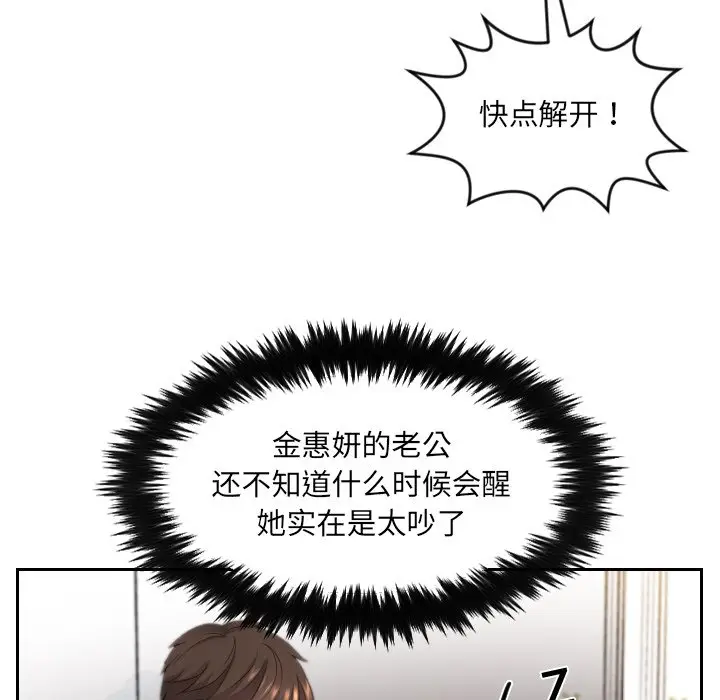 快点解开！
金惠妍的老公
还不知道什么时候会醒
她实在是太吵了